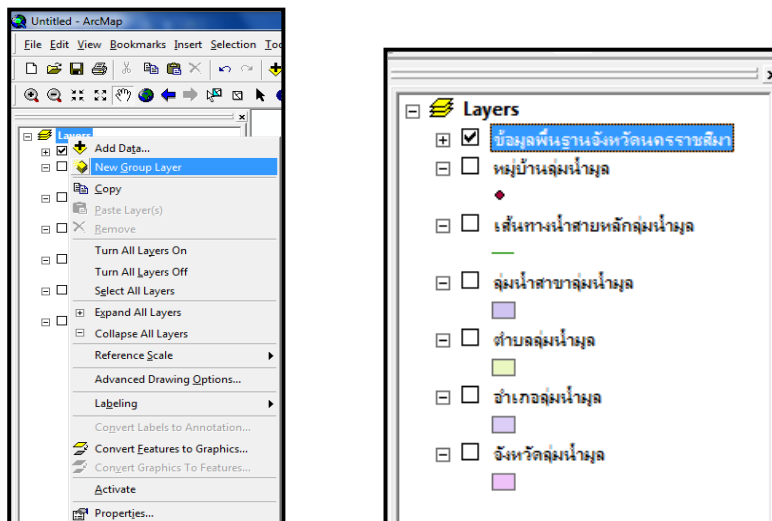 Untitled - ArcMap
File Edit View Bookmarks Insert Selection Too
Layers
Add Data...
New Group Layer
Copy
Paste Layer(s)
Remove
Turn All Layers On
Turn All Layers Off
Select All Layers
Expand All Layers
Collapse All Layers
Reference Scale
Advanced Drawing Options...
Labeling
Convert Labels to Annotation...
Convert Features to Graphics...
Convert Graphics To Features...
Activate
Properties...
Layers
ข้อมูลพื้นฐานจังหวัดนครราชสีมา
หมู่บ้านลุ่มน้ำมูล
เส้นทางน้ำสายหลักลุ่มน้ำมูล
ลุ่มน้ำสาขาลุ่มน้ำมูล
ตำบลลุ่มน้ำมูล
อำเภอลุ่มน้ำมูล
จังหวัดลุ่มน้ำมูล